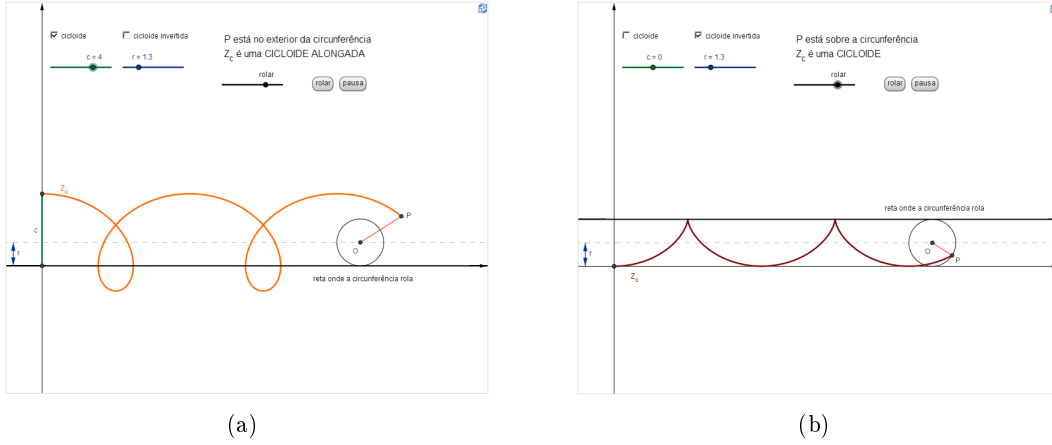 cicloide
cicloide invertida
P está no exterior da circunferência
Z_c é uma CICLOIDE ALONGADA
c = 4
r = 1.3
rolar
rolar
pausa
Z_c
P
c
r
O
reta onde a circunferência rola
(a)
cicloide
cicloide invertida
P está sobre a circunferência
Z_c é uma CICLOIDE
c = 0
r = 1.3
rolar
rolar
pausa
reta onde a circunferência rola
r
O
P
Z_c
(b)